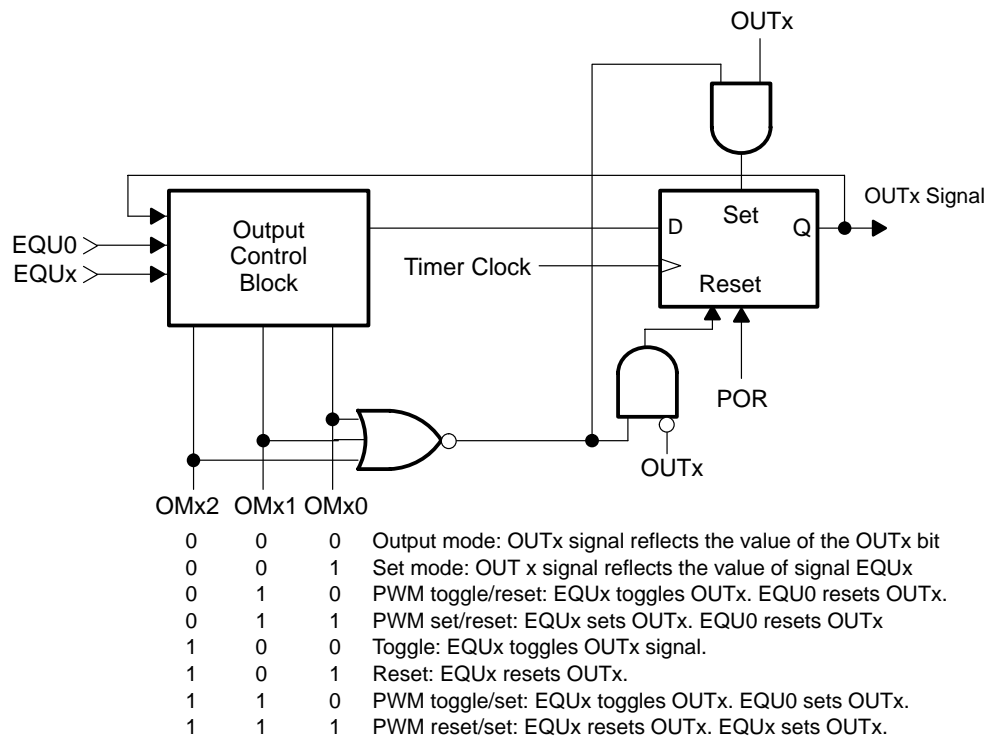 OUTx
OUTx Signal
D
Set
Q
Reset
Output
Control
Block
EQU0
EQUx
Timer Clock
POR
OUTx
OMx2 OMx1 OMx0
0 0 0 Output mode: OUTx signal reflects the value of the OUTx bit
0 0 1 Set mode: OUT x signal reflects the value of signal EQUx
0 1 0 PWM toggle/reset: EQUx toggles OUTx. EQU0 resets OUTx.
0 1 1 PWM set/reset: EQUx sets OUTx. EQU0 resets OUTx
1 0 0 Toggle: EQUx toggles OUTx signal.
1 0 1 Reset: EQUx resets OUTx.
1 1 0 PWM toggle/set: EQUx toggles OUTx. EQU0 sets OUTx.
1 1 1 PWM reset/set: EQUx resets OUTx. EQUx sets OUTx.